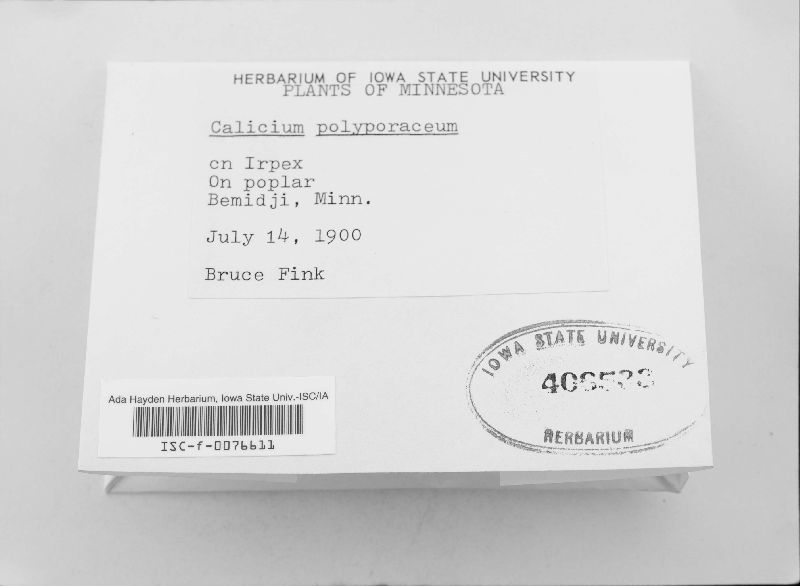 HERBARIUM OF IOWA STATE UNIVERSITY
PLANTS OF MINNESOTA
Calicium polyporaceum
cn Irpex
On poplar
Bemidji, Minn.
July 14, 1900
Bruce Fink
IOWA STATE UNIVERSITY
HERBARIUM
Ada Hayden Herbarium, Iowa State Univ.-ISC/IA
ISC-f-0076611